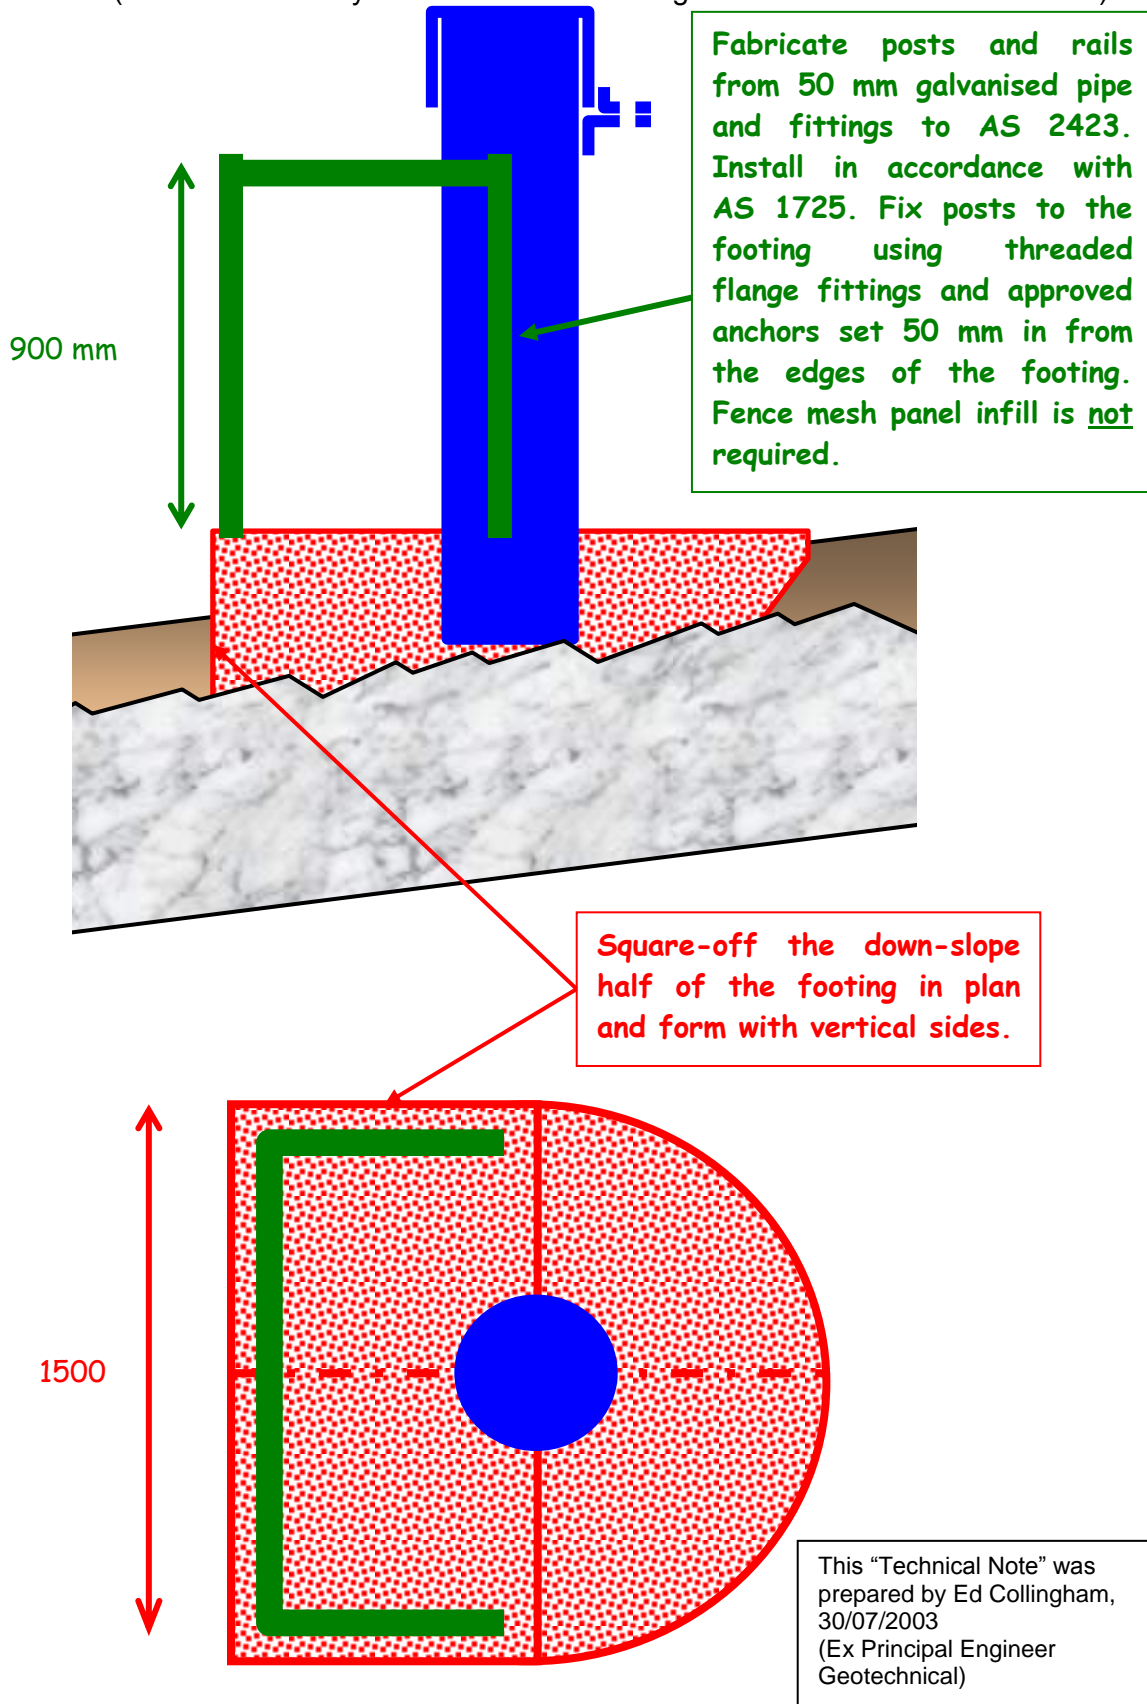 Fabricate posts and rails
from 50 mm galvanised pipe
and fittings to AS 2423.
Install in accordance with
AS 1725. Fix posts to the
footing using threaded
flange fittings and approved
anchors set 50 mm in from
the edges of the footing.
Fence mesh panel infill is not
required.
900 mm
Square-off the down-slope
half of the footing in plan
and form with vertical sides.
1500
This “Technical Note” was
prepared by Ed Collingham,
30/07/2003
(Ex Principal Engineer
Geotechnical)